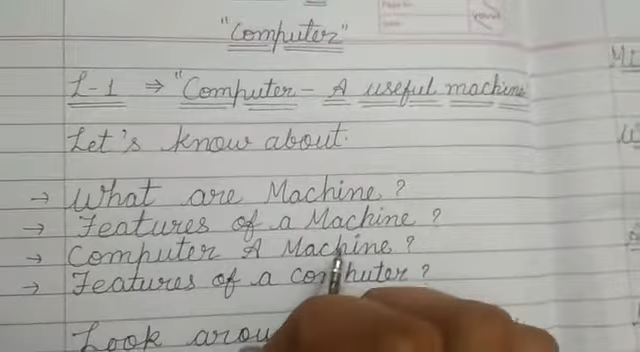 "Computer"
L-1 ⇒ "Computer - A useful machine
Let's know about.
→ What are Machine ?
→ Features of a Machine ?
→ Computer A Machine ?
→ Features of a computer ?
Look